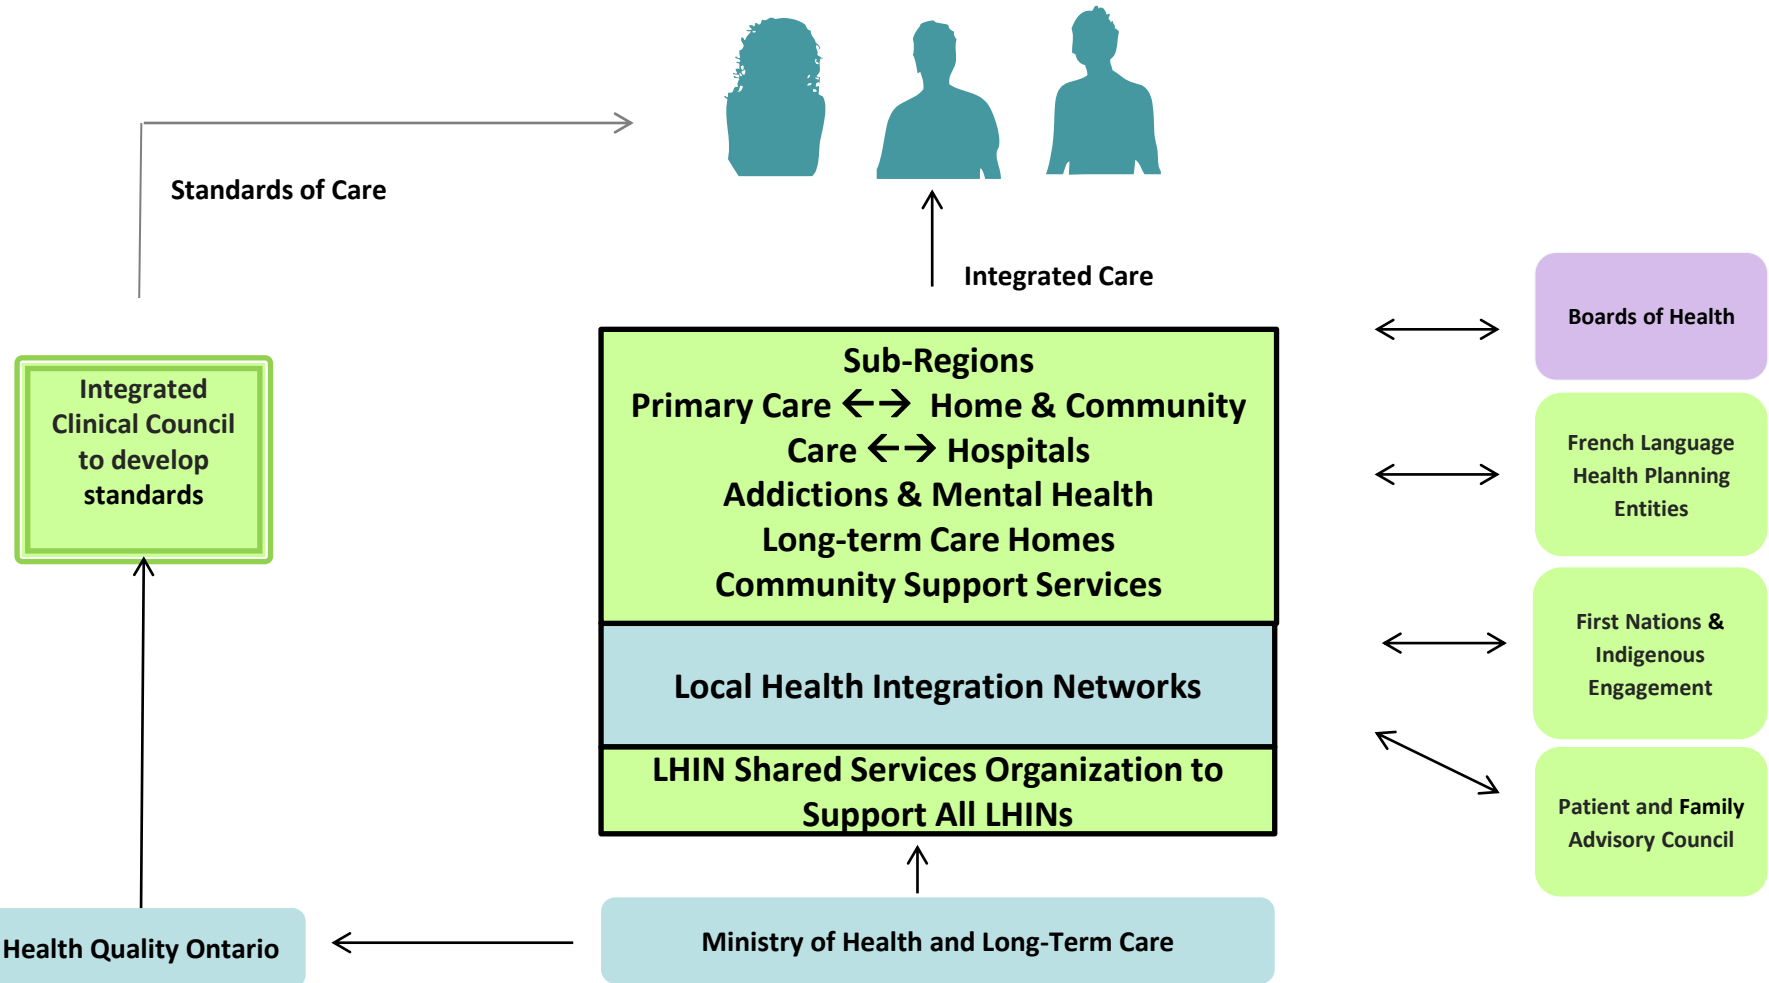 Standards of Care
Integrated Care
Integrated
Clinical Council
to develop
standards
Sub-Regions
Primary Care ←→ Home & Community
Care ←→ Hospitals
Addictions & Mental Health
Long-term Care Homes
Community Support Services
Local Health Integration Networks
LHIN Shared Services Organization to
Support All LHINs
Boards of Health
French Language
Health Planning
Entities
First Nations &
Indigenous
Engagement
Patient and Family
Advisory Council
Health Quality Ontario
Ministry of Health and Long-Term Care